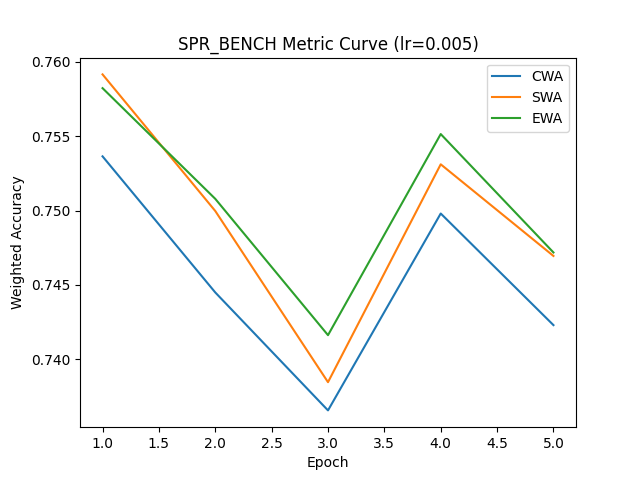 SPR_BENCH Metric Curve (lr=0.005)
CWA
SWA
EWA
Weighted Accuracy
0.760
0.755
0.750
0.745
0.740
1.0 1.5 2.0 2.5 3.0 3.5 4.0 4.5 5.0
Epoch